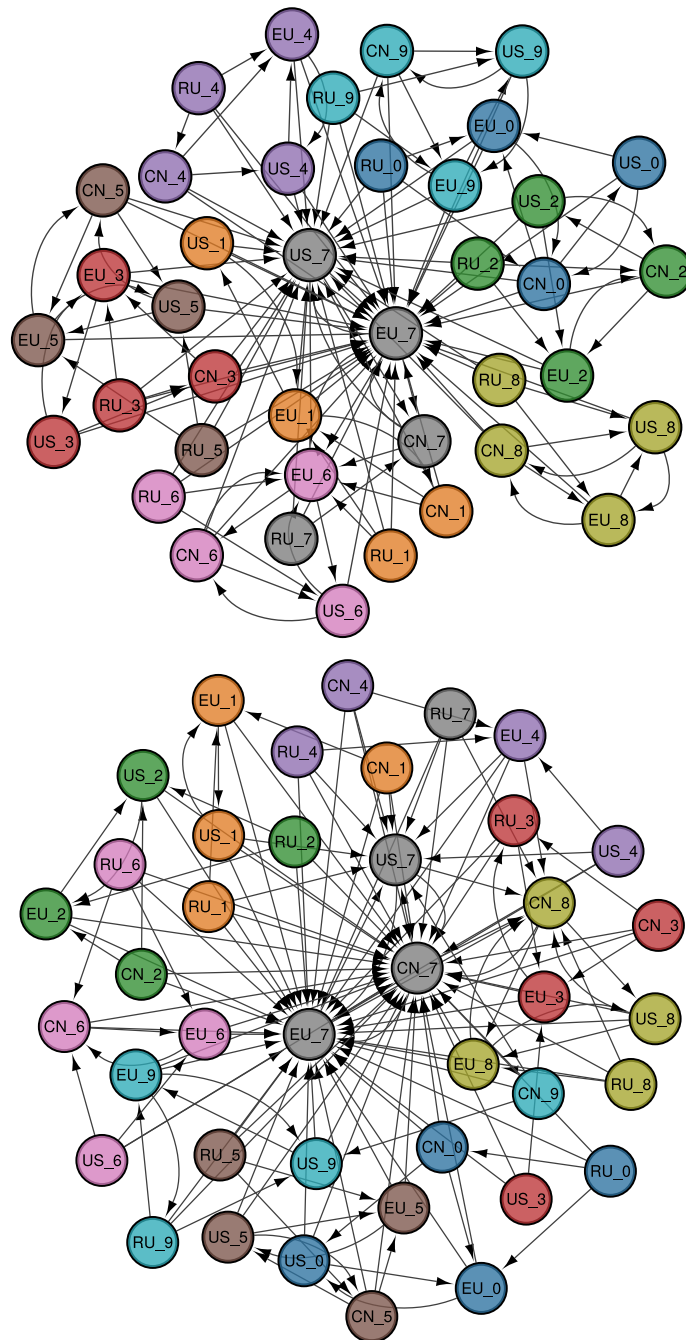 EU_4
CN_9
US_9
RU_4
RU_9
EU_0
RU_0
US_0
US_4
CN_4
EU_9
CN_5
US_2
US_1
US_7
RU_2
CN_2
EU_3
CN_0
US_5
EU_7
EU_5
CN_3
EU_2
RU_8
RU_3
EU_1
US_8
US_3
CN_7
RU_5
CN_8
EU_6
RU_6
CN_1
EU_8
RU_7
CN_6
RU_1
US_6
CN_4
EU_1
RU_7
EU_4
RU_4
CN_1
US_2
RU_3
US_1
RU_2
US_4
US_7
RU_6
CN_8
RU_1
EU_2
CN_3
CN_7
CN_2
EU_3
US_8
CN_6
EU_7
EU_6
EU_8
EU_9
RU_8
CN_9
CN_0
RU_5
US_6
US_9
RU_0
US_3
EU_5
US_5
RU_9
US_0
EU_0
CN_5